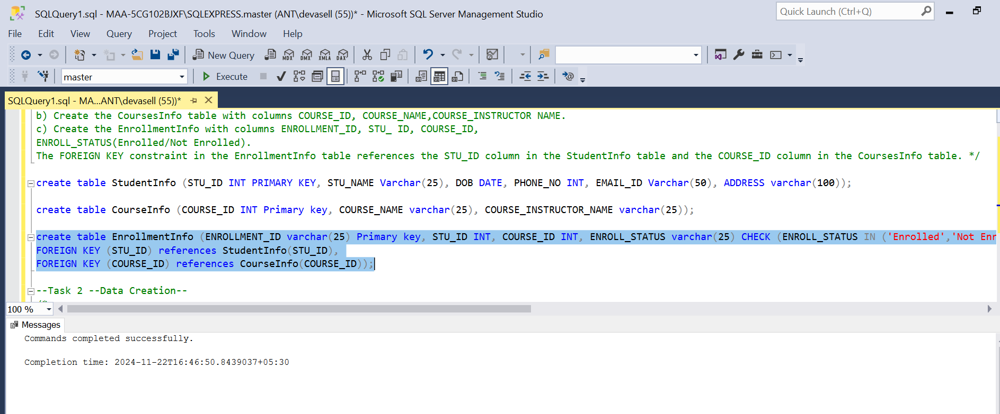 SQLQuery1.sql - MAA-5CG102BJXF\SQLEXPRESS.master (ANT\devasell (55))* - Microsoft SQL Server Management Studio
Quick Launch (Ctrl+Q)
File Edit View Query Project Tools Window Help
New Query MDX DMX XMLA DAX
master Execute
SQLQuery1.sql - MA...ANT\devasell (55))*
b) Create the CoursesInfo table with columns COURSE_ID, COURSE_NAME,COURSE_INSTRUCTOR NAME.
c) Create the EnrollmentInfo with columns ENROLLMENT_ID, STU_ ID, COURSE_ID,
ENROLL_STATUS(Enrolled/Not Enrolled).
The FOREIGN KEY constraint in the EnrollmentInfo table references the STU_ID column in the StudentInfo table and the COURSE_ID column in the CoursesInfo table. */
create table StudentInfo (STU_ID INT PRIMARY KEY, STU_NAME Varchar(25), DOB DATE, PHONE_NO INT, EMAIL_ID Varchar(50), ADDRESS varchar(100));
create table CourseInfo (COURSE_ID INT Primary key, COURSE_NAME varchar(25), COURSE_INSTRUCTOR_NAME varchar(25));
create table EnrollmentInfo (ENROLLMENT_ID varchar(25) Primary key, STU_ID INT, COURSE_ID INT, ENROLL_STATUS varchar(25) CHECK (ENROLL_STATUS IN ('Enrolled','Not Enr
FOREIGN KEY (STU_ID) references StudentInfo(STU_ID),
FOREIGN KEY (COURSE_ID) references CourseInfo(COURSE_ID));
--Task 2 --Data Creation--
/*
100 %
Messages
Commands completed successfully.
Completion time: 2024-11-22T16:46:50.8439037+05:30